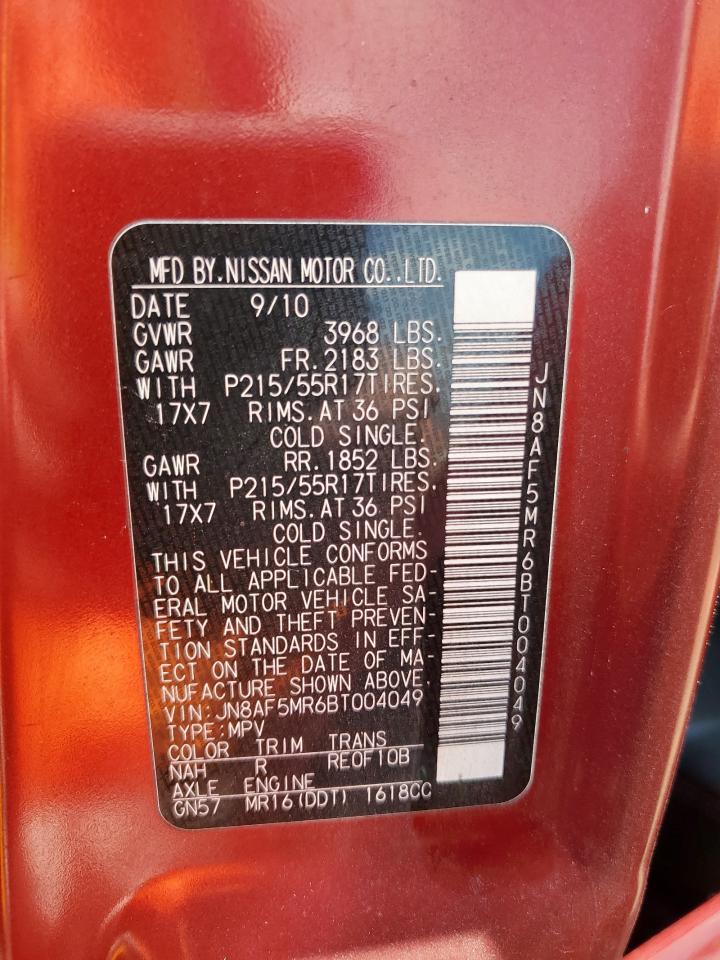 MFD BY.NISSAN MOTOR CO.,LTD.
DATE 9/10
GVWR 3968 LBS.
GAWR FR.2183 LBS.
WITH P215/55R17TIRES.
17X7 RIMS.AT 36 PSI
COLD SINGLE.
GAWR RR.1852 LBS.
WITH P215/55R17TIRES.
17X7 RIMS.AT 36 PSI
COLD SINGLE.
THIS VEHICLE CONFORMS
TO ALL APPLICABLE FED-
ERAL MOTOR VEHICLE SA-
FETY AND THEFT PREVEN-
TION STANDARDS IN EFF-
ECT ON THE DATE OF MA-
NUFACTURE SHOWN ABOVE.
VIN:JN8AF5MR6BT004049
TYPE:MPV
COLOR TRIM TRANS
NAH R REOF10B
AXLE ENGINE
GN57 MR16(DDT) 1618CC
JN8AF5MR6BT004049